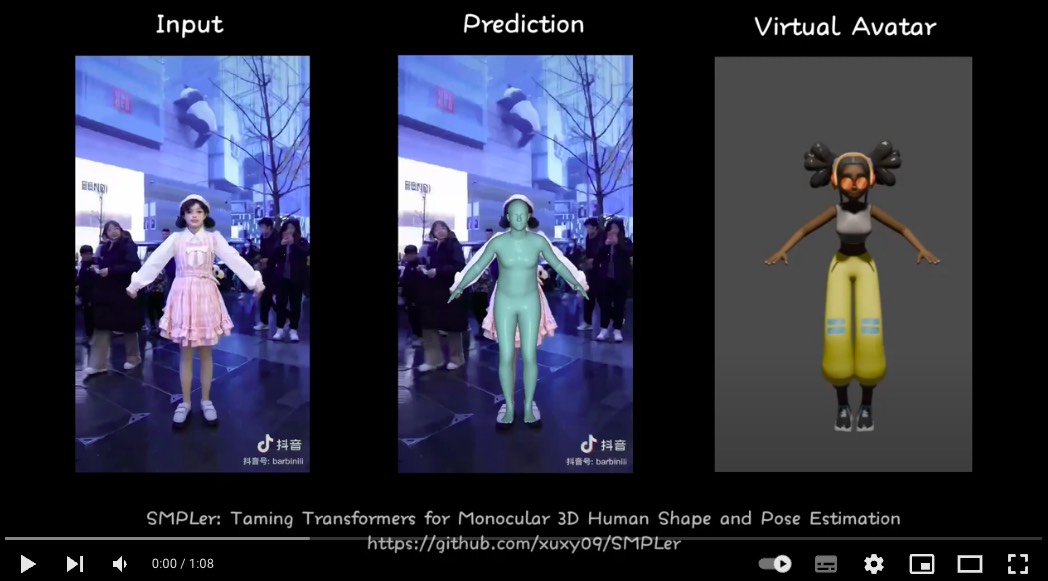 Input
Prediction
Virtual Avatar
抖音
抖音号: barbinili
抖音
抖音号: barbinili
SMPLer: Taming Transformers for Monocular 3D Human Shape and Pose Estimation
https://github.com/xuxy09/SMPLer
0:00 / 1:08